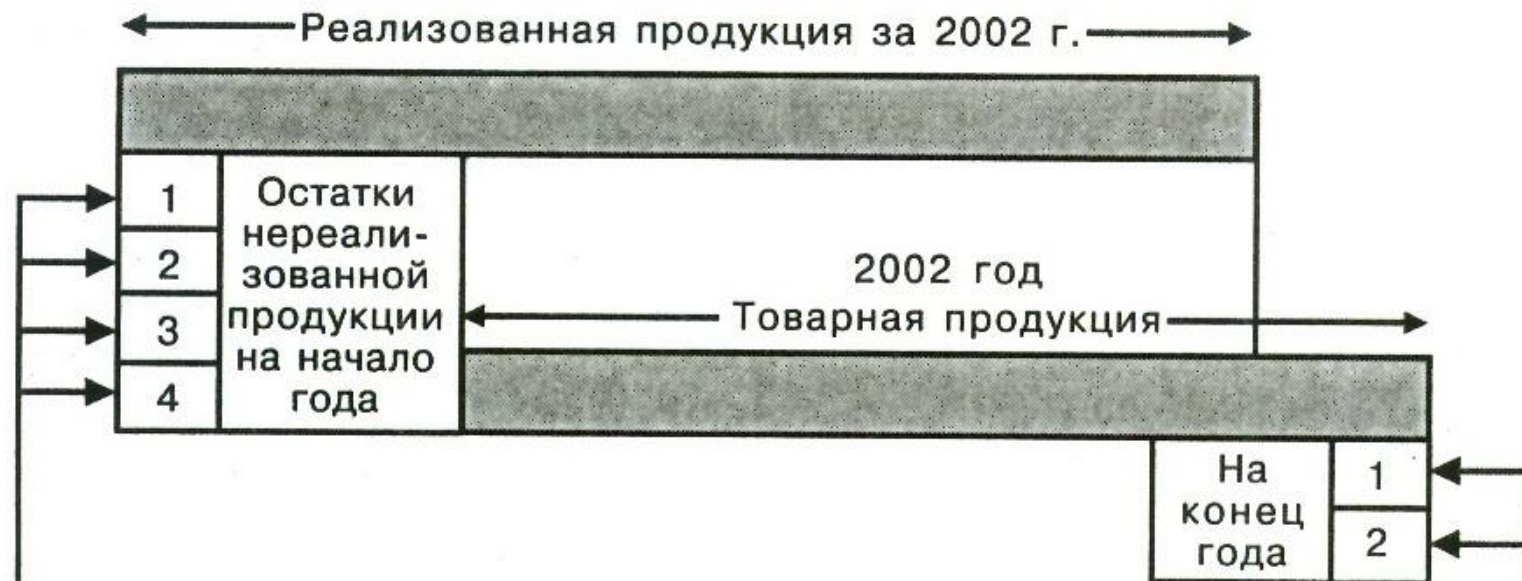 Реализованная продукция за 2002 г.
1
2
3
4
Остатки
нереали-
зованной
продукции
на начало
года
2002 год
Товарная продукция
На
конец
года
1
2